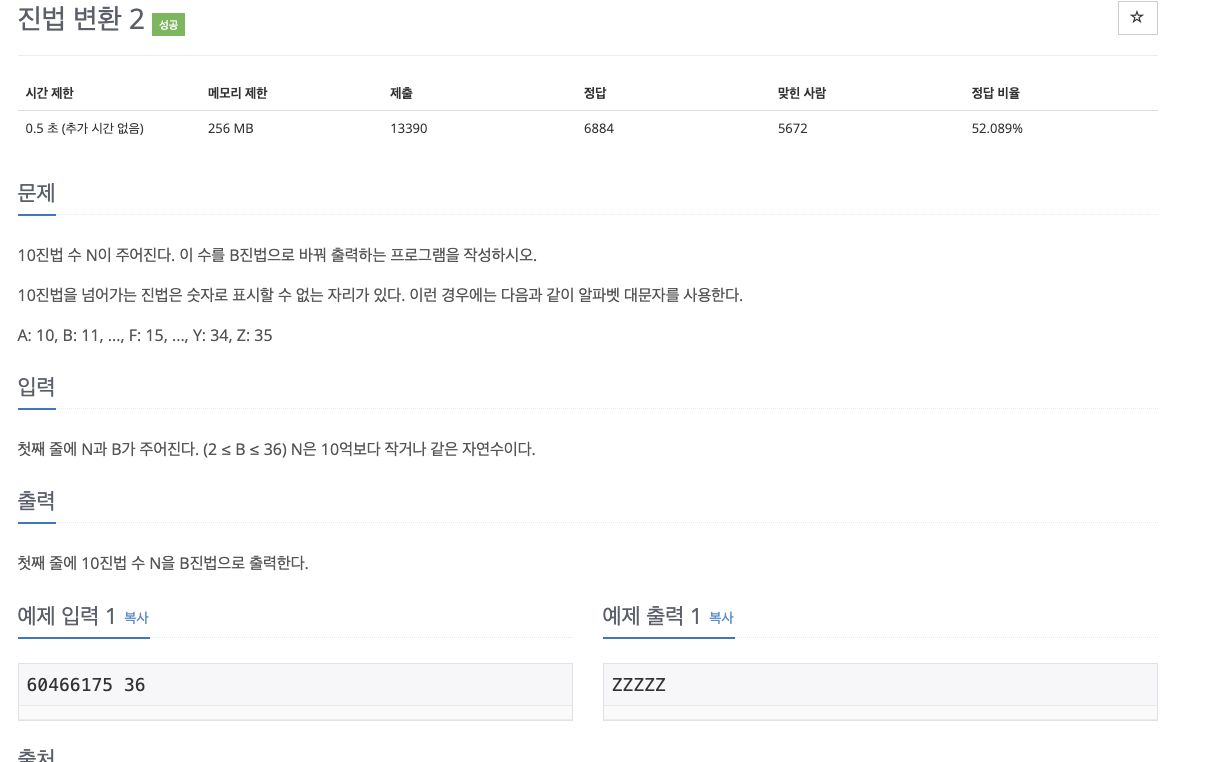 진법 변환 2 성공
☆
시간 제한 메모리 제한 제출 정답 맞힌 사람 정답 비율
0.5 초 (추가 시간 없음) 256 MB 13390 6884 5672 52.089%
문제
10진법 수 N이 주어진다. 이 수를 B진법으로 바꿔 출력하는 프로그램을 작성하시오.
10진법을 넘어가는 진법은 숫자로 표시할 수 없는 자리가 있다. 이런 경우에는 다음과 같이 알파벳 대문자를 사용한다.
A: 10, B: 11, ..., F: 15, ..., Y: 34, Z: 35
입력
첫째 줄에 N과 B가 주어진다. (2 ≤ B ≤ 36) N은 10억보다 작거나 같은 자연수이다.
출력
첫째 줄에 10진법 수 N을 B진법으로 출력한다.
예제 입력 1 복사 예제 출력 1 복사
60466175 36 ZZZZZ
출처